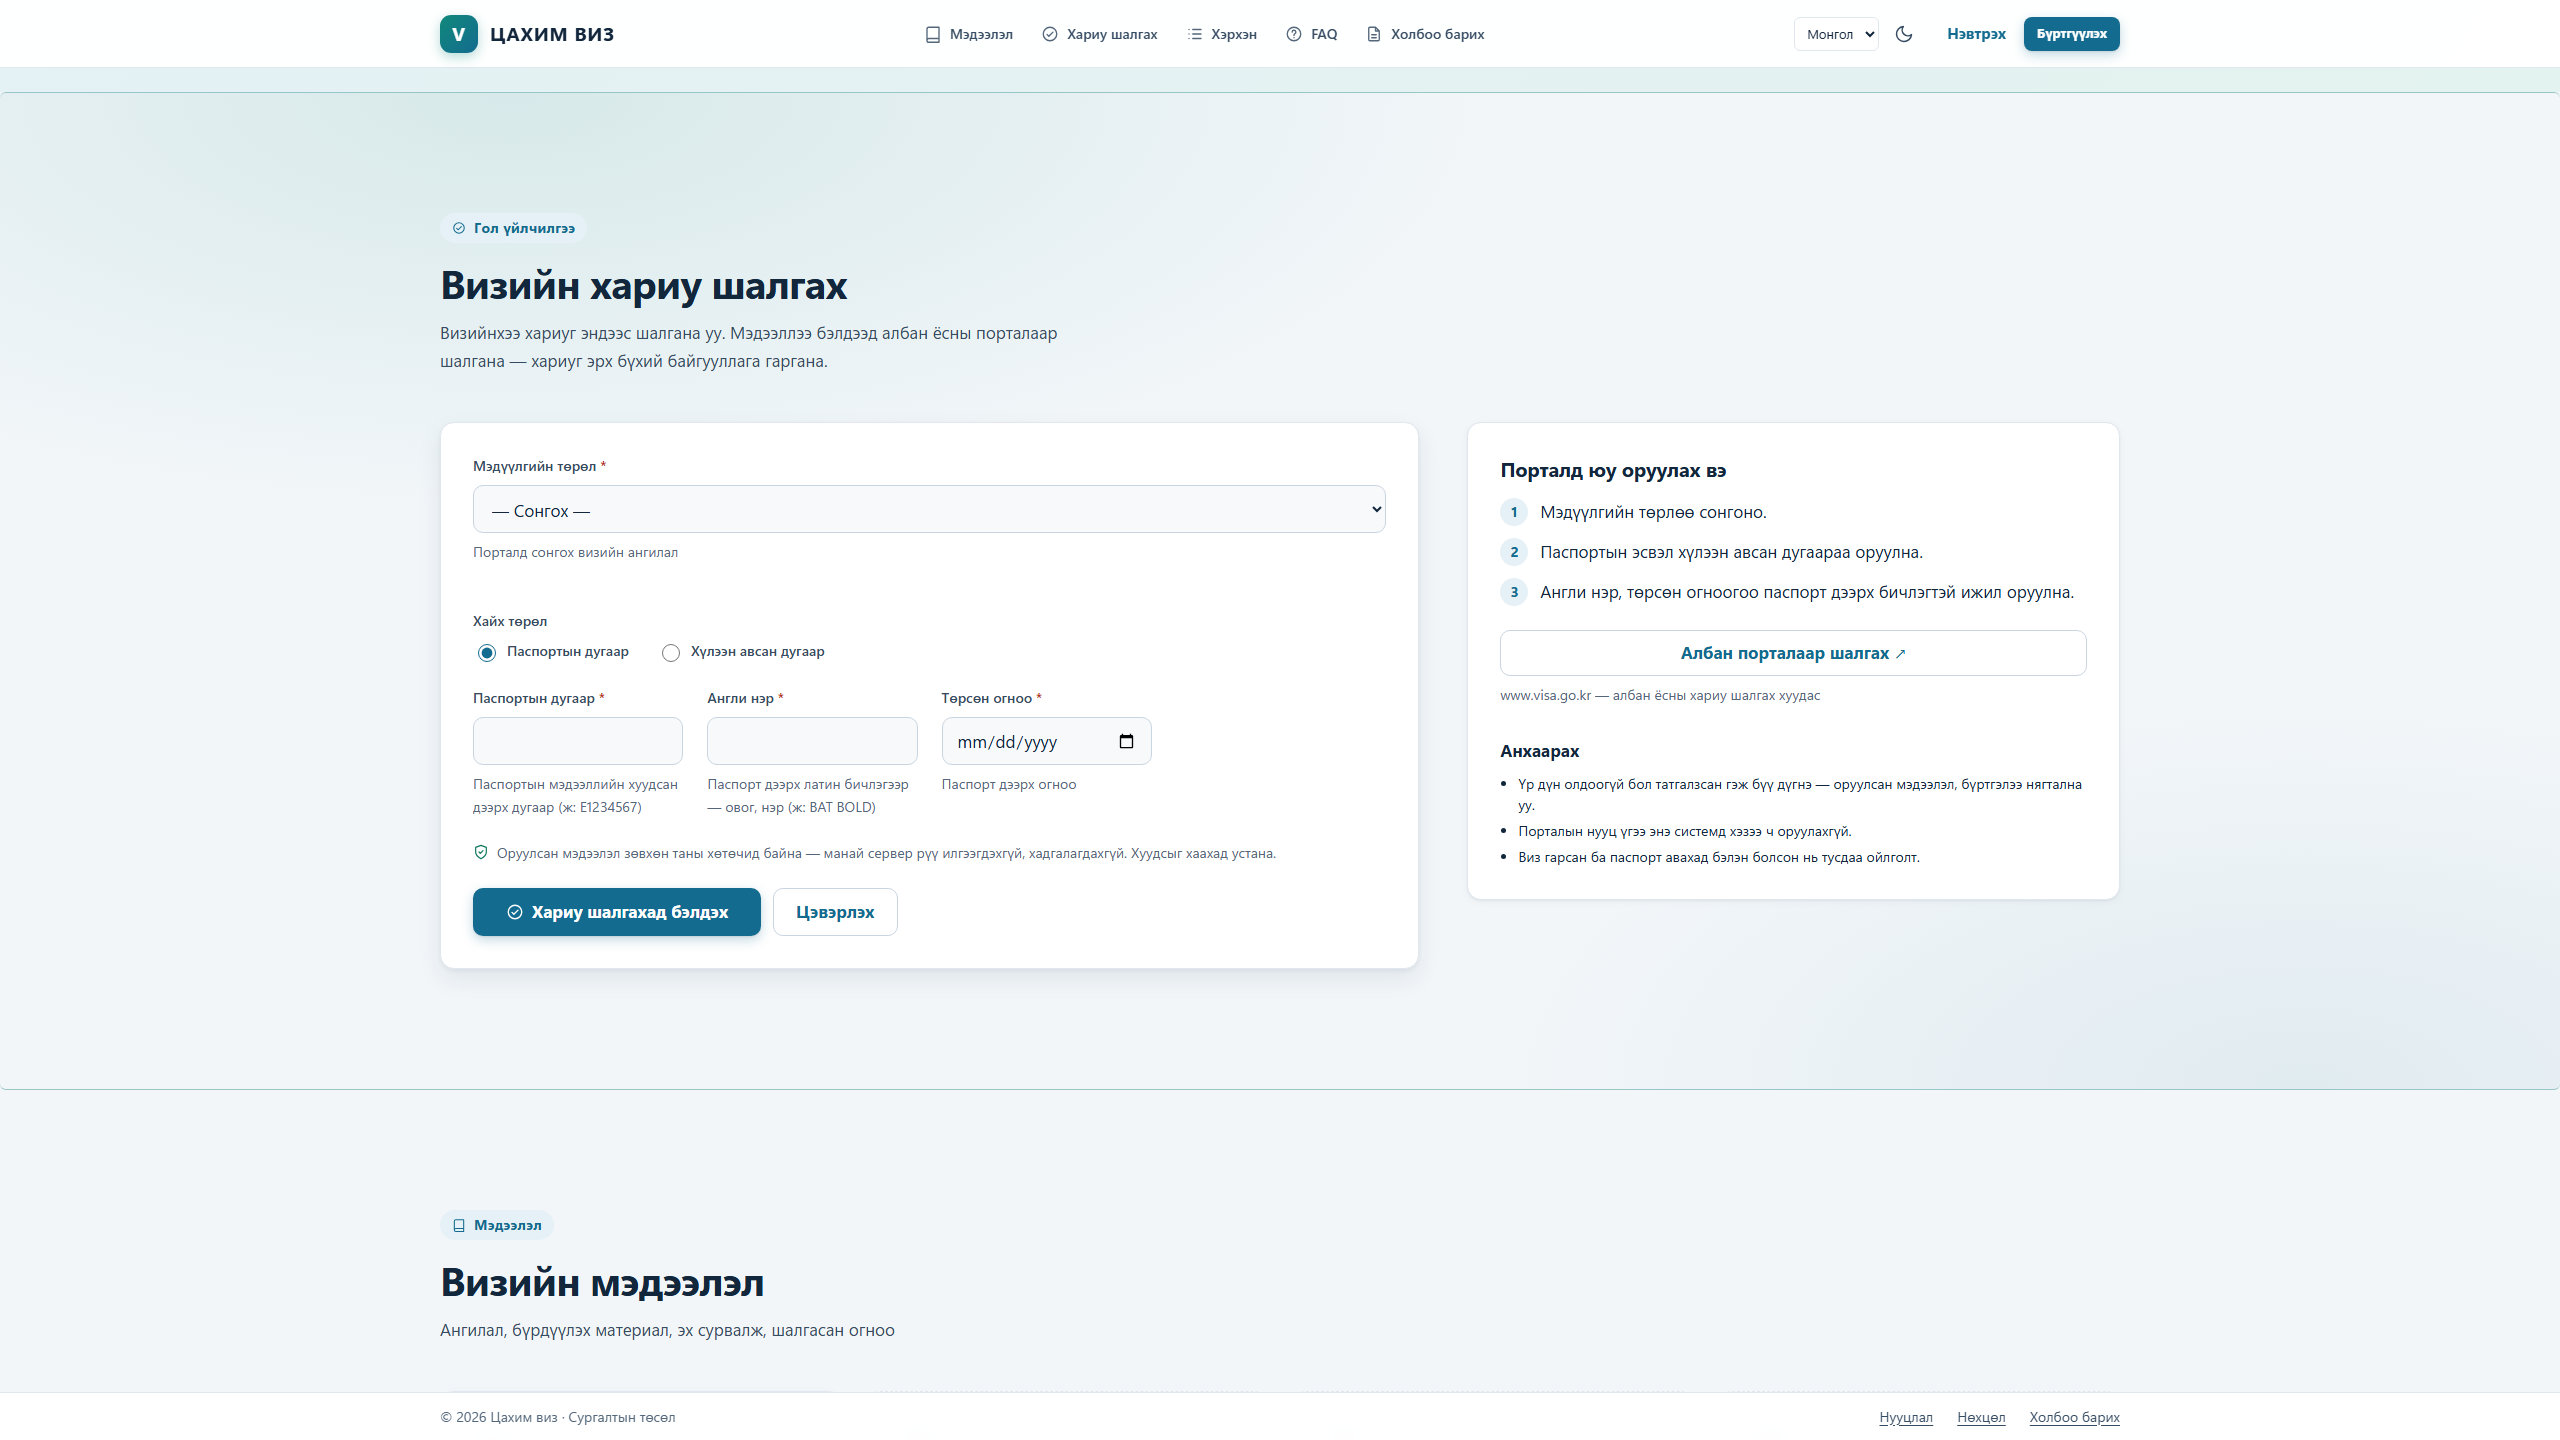 V ЦАХИМ ВИЗ
Мэдээлэл
Хариу шалгах
Хэрхэн
FAQ
Холбоо барих
Монгол
Нэвтрэх
Бүртгүүлэх
Гол үйлчилгээ
Визийн хариу шалгах
Визийнхээ хариуг эндээс шалгана уу. Мэдээллээ бэлдээд албан ёсны порталаар
шалгана — хариуг эрх бүхий байгууллага гаргана.
Мэдүүлгийн төрөл *
— Сонгох —
Порталд сонгох визийн ангилал
Хайх төрөл
Паспортын дугаар
Хүлээн авсан дугаар
Паспортын дугаар *
Англи нэр *
Төрсөн огноо *
mm/dd/yyyy
Паспортын мэдээллийн хуудсан
дээрх дугаар (ж: E1234567)
Паспорт дээрх латин бичлэгээр
— овог, нэр (ж: BAT BOLD)
Паспорт дээрх огноо
Оруулсан мэдээлэл зөвхөн таны хөтөчид байна — манай сервер рүү илгээгдэхгүй, хадгалагдахгүй. Хуудсыг хаахад устана.
Хариу шалгахад бэлдэх
Цэвэрлэх
Порталд юу оруулах вэ
1 Мэдүүлгийн төрлөө сонгоно.
2 Паспортын эсвэл хүлээн авсан дугаараа оруулна.
3 Англи нэр, төрсөн огноогоо паспорт дээрх бичлэгтэй ижил оруулна.
Албан порталаар шалгах ↗
www.visa.go.kr — албан ёсны хариу шалгах хуудас
Анхаарах
• Үр дүн олдоогүй бол татгалзсан гэж бүү дүгнэ — оруулсан мэдээлэл, бүртгэлээ нягтална
уу.
• Порталын нууц үгээ энэ системд хэзээ ч оруулахгүй.
• Виз гарсан ба паспорт авахад бэлэн болсон нь тусдаа ойлголт.
Мэдээлэл
Визийн мэдээлэл
Ангилал, бүрдүүлэх материал, эх сурвалж, шалгасан огноо
© 2026 Цахим виз · Сургалтын төсөл
Нууцлал
Нөхцөл
Холбоо барих